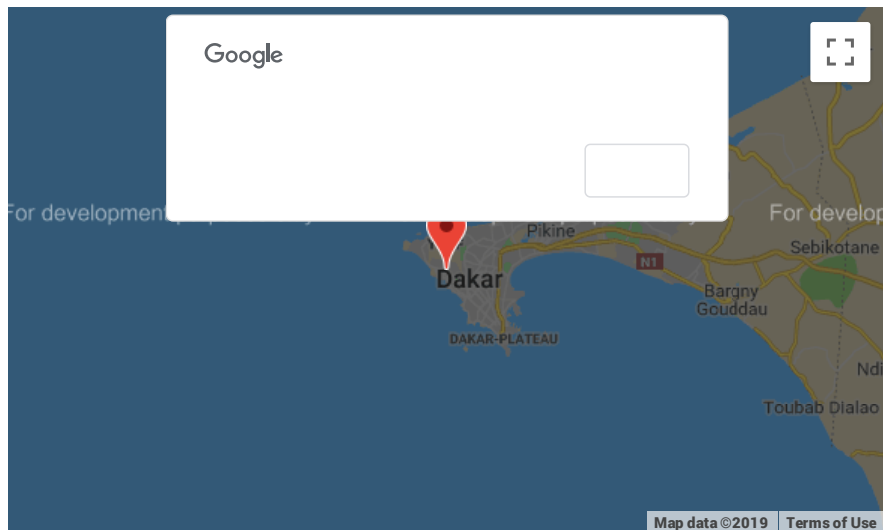 Google
For development
For develop
Pikine
Sebikotane
N1
Dakar
Bargny
Gouddau
DAKAR-PLATEAU
Ndi
Toubab Dialao
Map data ©2019
Terms of Use